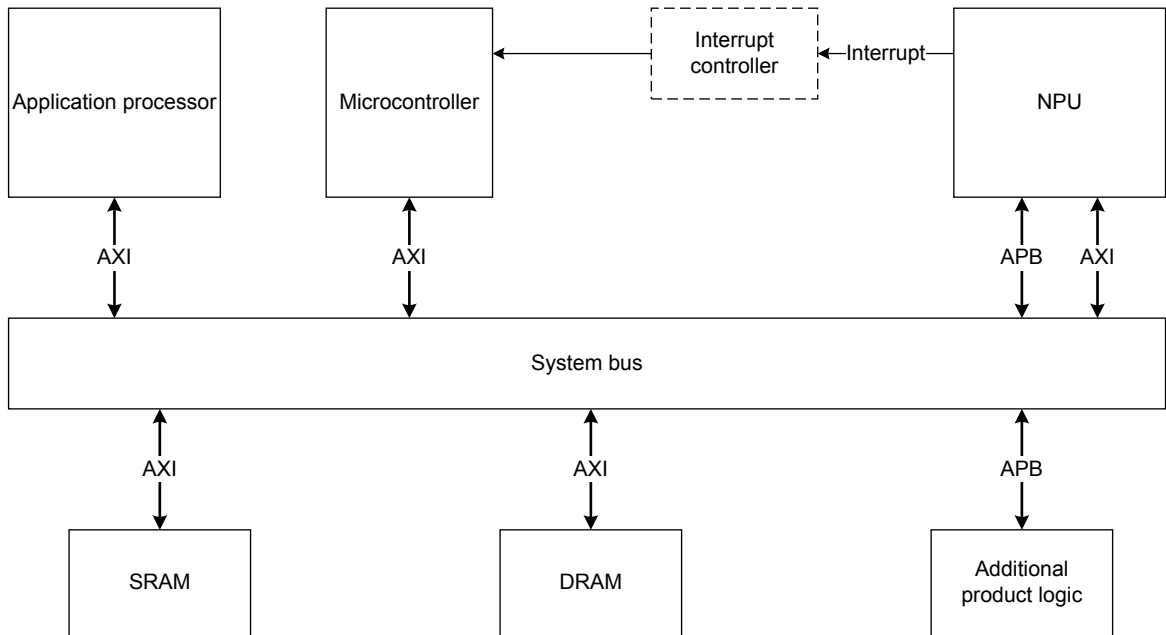 Interrupt
controller
Interrupt
Application processor
Microcontroller
NPU
AXI
AXI
APB
AXI
System bus
AXI
AXI
APB
SRAM
DRAM
Additional
product logic